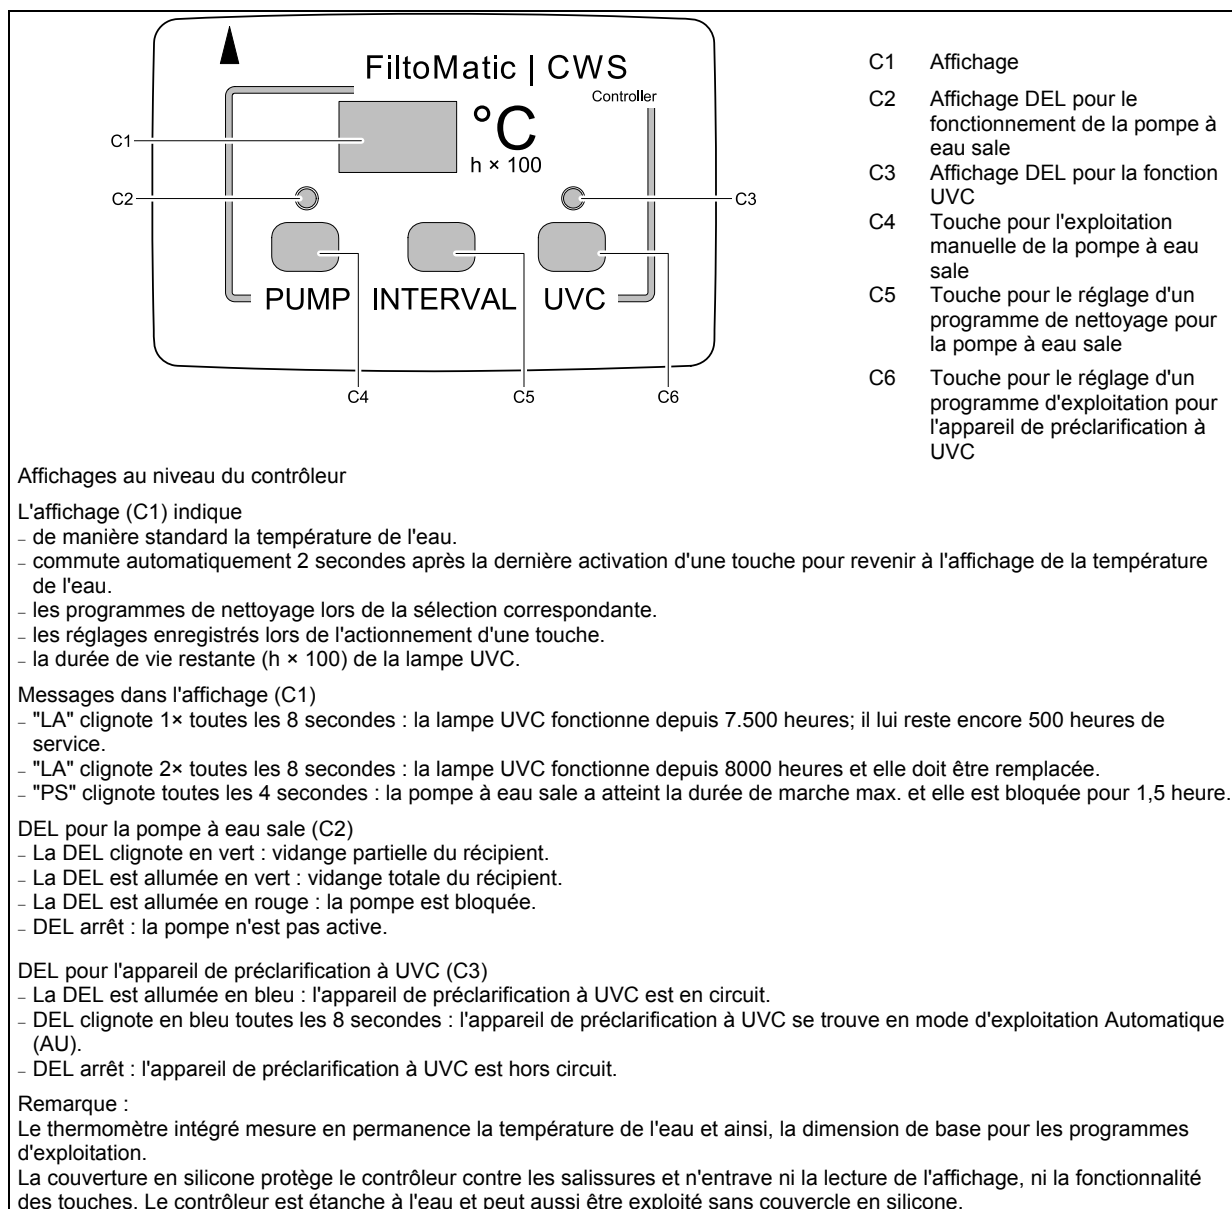 FiltoMatic | CWS
Controller
°C
h × 100
C1
C2
C3
PUMP INTERVAL UVC
C4
C5
C6
C1 Affichage
C2 Affichage DEL pour le
fonctionnement de la pompe à
eau sale
C3 Affichage DEL pour la fonction
UVC
C4 Touche pour l'exploitation
manuelle de la pompe à eau
sale
C5 Touche pour le réglage d'un
programme de nettoyage pour
la pompe à eau sale
C6 Touche pour le réglage d'un
programme d'exploitation pour
l'appareil de préclarification à
UVC
Affichages au niveau du contrôleur
L'affichage (C1) indique
– de manière standard la température de l'eau.
– commute automatiquement 2 secondes après la dernière activation d'une touche pour revenir à l'affichage de la température
de l'eau.
– les programmes de nettoyage lors de la sélection correspondante.
– les réglages enregistrés lors de l'actionnement d'une touche.
– la durée de vie restante (h × 100) de la lampe UVC.
Messages dans l'affichage (C1)
– "LA" clignote 1× toutes les 8 secondes : la lampe UVC fonctionne depuis 7.500 heures; il lui reste encore 500 heures de
service.
– "LA" clignote 2× toutes les 8 secondes : la lampe UVC fonctionne depuis 8000 heures et elle doit être remplacée.
– "PS" clignote toutes les 4 secondes : la pompe à eau sale a atteint la durée de marche max. et elle est bloquée pour 1,5 heure.
DEL pour la pompe à eau sale (C2)
– La DEL clignote en vert : vidange partielle du récipient.
– La DEL est allumée en vert : vidange totale du récipient.
– La DEL est allumée en rouge : la pompe est bloquée.
– DEL arrêt : la pompe n'est pas active.
DEL pour l'appareil de préclarification à UVC (C3)
– La DEL est allumée en bleu : l'appareil de préclarification à UVC est en circuit.
– DEL clignote en bleu toutes les 8 secondes : l'appareil de préclarification à UVC se trouve en mode d'exploitation Automatique
(AU).
– DEL arrêt : l'appareil de préclarification à UVC est hors circuit.
Remarque :
Le thermomètre intégré mesure en permanence la température de l'eau et ainsi, la dimension de base pour les programmes
d'exploitation.
La couverture en silicone protège le contrôleur contre les salissures et n'entrave ni la lecture de l'affichage, ni la fonctionnalité
des touches. Le contrôleur est étanche à l'eau et peut aussi être exploité sans couvercle en silicone.